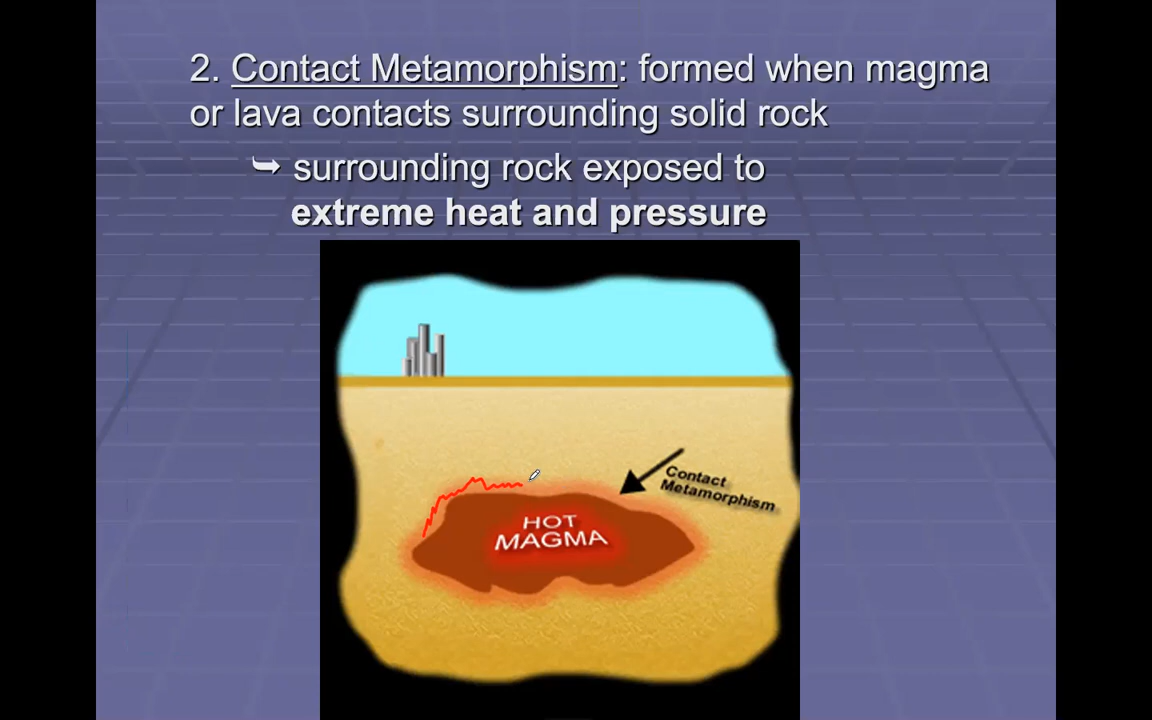 2. Contact Metamorphism: formed when magma
or lava contacts surrounding solid rock
➥ surrounding rock exposed to
extreme heat and pressure
Contact
Metamorphism
HOT
MAGMA